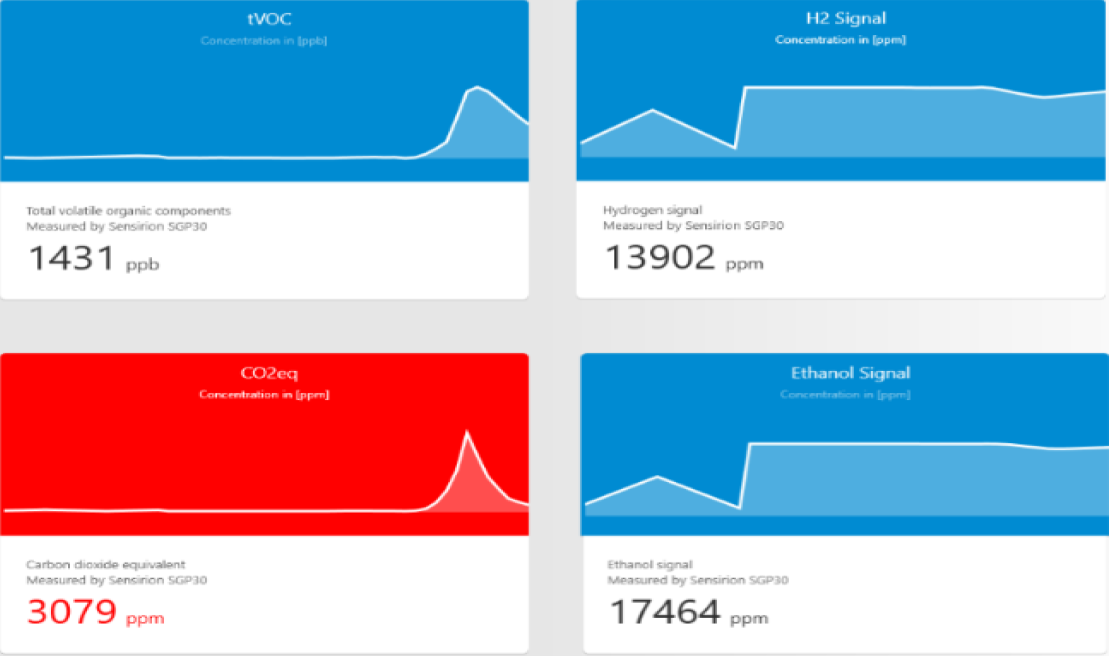 tVOC
Concentration in [ppb]
Total volatile organic components
Measured by Sensirion SGP30
1431 ppb
H2 Signal
Concentration in [ppm]
Hydrogen signal
Measured by Sensirion SGP30
13902 ppm
CO2eq
Concentration in [ppm]
Carbon dioxide equivalent
Measured by Sensirion SGP30
3079 ppm
Ethanol Signal
Concentration in [ppm]
Ethanol signal
Measured by Sensirion SGP30
17464 ppm